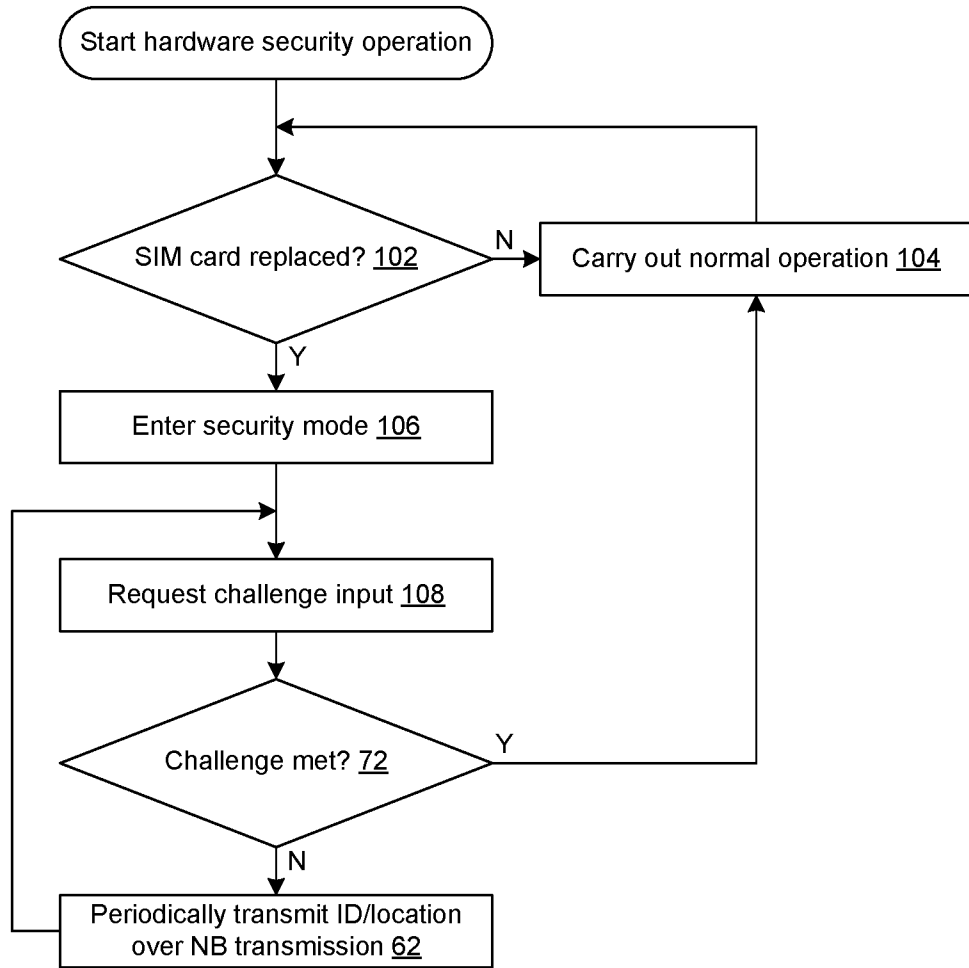 Start hardware security operation
SIM card replaced? 102
N
Carry out normal operation 104
Y
Enter security mode 106
Request challenge input 108
Challenge met? 72
Y
N
Periodically transmit ID/location
over NB transmission 62